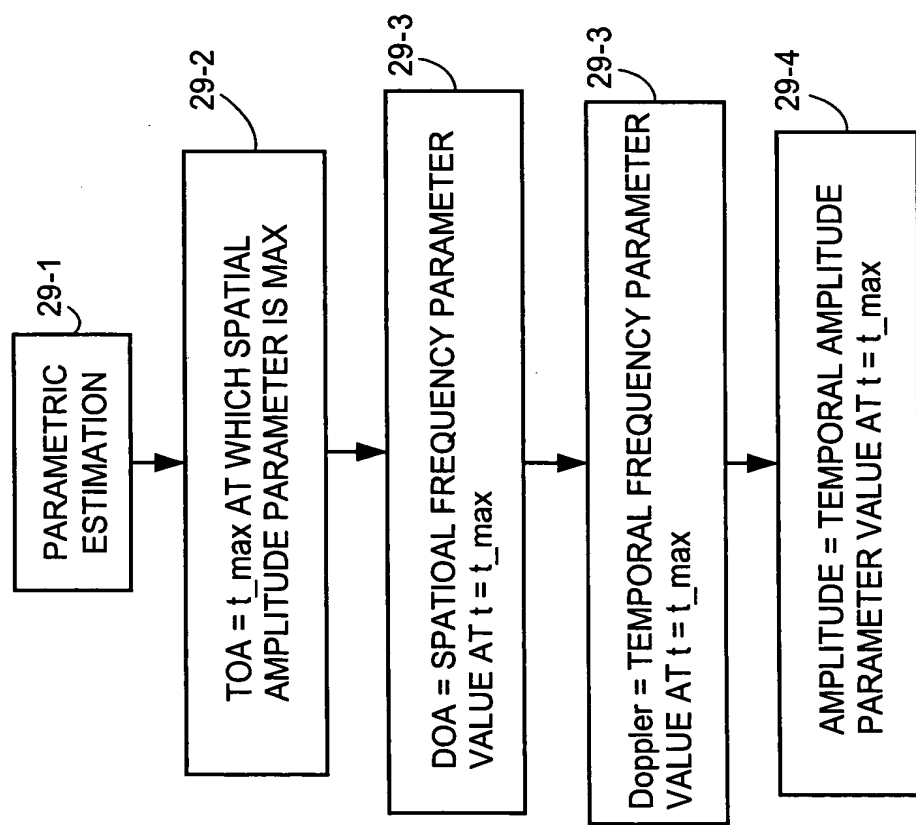 29-1
PARAMETRIC
ESTIMATION
29-2
TOA = t_max AT WHICH SPATIAL
AMPLITUDE PARAMETER IS MAX
29-3
DOA = SPATIOAL FREQUENCY PARAMETER
VALUE AT t = t_max
29-3
Doppler = TEMPORAL FREQUENCY PARAMETER
VALUE AT t = t_max
29-4
AMPLITUDE = TEMPORAL AMPLITUDE
PARAMETER VALUE AT t = t_max